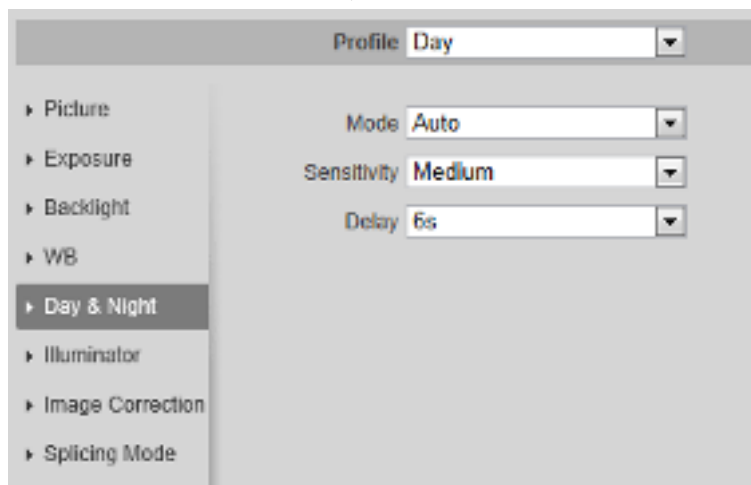 Profile Day
Picture
Mode Auto
Exposure
Sensitivity Medium
Backlight
Delay 6s
WB
Day & Night
Illuminator
Image Correction
Splicing Mode